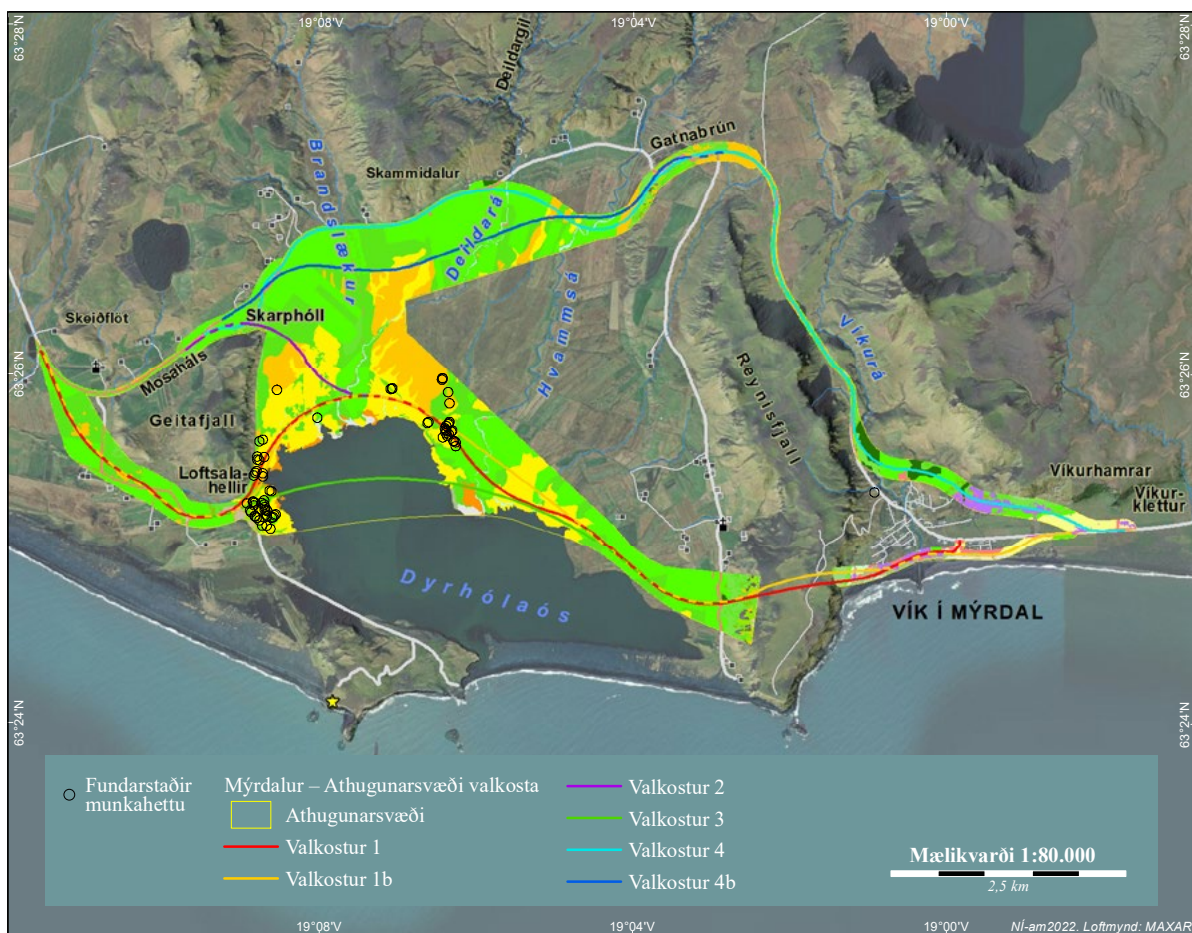 19°08'V
19°04'V
19°00'V
63°28'N
63°28'N
Deildargil
Gatnabrún
Brandslækur
Skammidalur
Deildará
Skeiðflöt
Skarphóll
Hvammsá
Víkurá
63°26'N
63°26'N
Mosaháls
Reynisfjall
Geitafjall
Loftsala-
hellir
Víkurhamrar
Víkur-
klettur
Dyrhólaós
VÍK Í MÝRDAL
63°24'N
63°24'N
Fundarstaðir
munkahettu
Mýrdalur – Athugunarsvæði valkosta
Athugunarsvæði
Valkostur 1
Valkostur 1b
Valkostur 2
Valkostur 3
Valkostur 4
Valkostur 4b
Mælikvarði 1:80.000
2,5 km
19°08'V
19°04'V
19°00'V
NÍ-am2022. Loftmynd: MAXAR